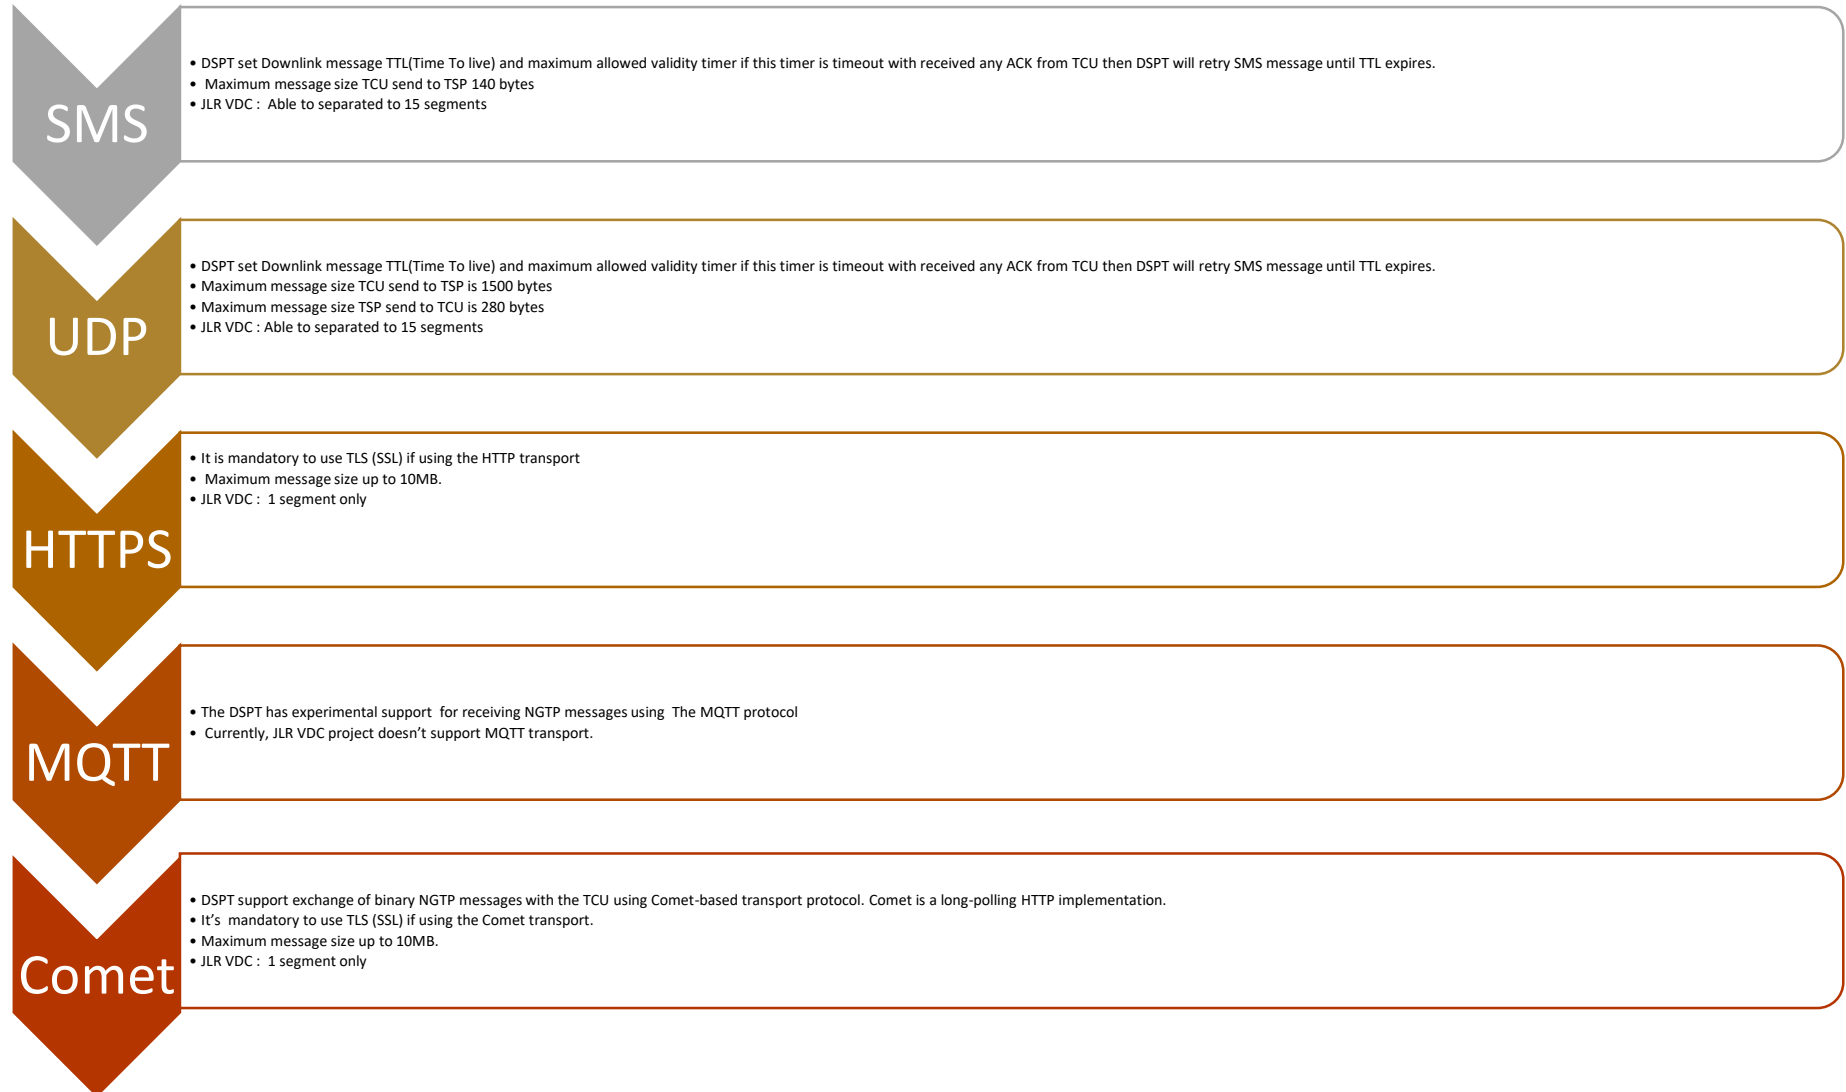 SMS
• DSPT set Downlink message TTL(Time To live) and maximum allowed validity timer if this timer is timeout with received any ACK from TCU then DSPT will retry SMS message until TTL expires.
• Maximum message size TCU send to TSP 140 bytes
• JLR VDC : Able to separated to 15 segments
UDP
• DSPT set Downlink message TTL(Time To live) and maximum allowed validity timer if this timer is timeout with received any ACK from TCU then DSPT will retry SMS message until TTL expires.
• Maximum message size TCU send to TSP is 1500 bytes
• Maximum message size TSP send to TCU is 280 bytes
• JLR VDC : Able to separated to 15 segments
HTTPS
• It is mandatory to use TLS (SSL) if using the HTTP transport
• Maximum message size up to 10MB.
• JLR VDC : 1 segment only
MQTT
• The DSPT has experimental support for receiving NGTP messages using The MQTT protocol
• Currently, JLR VDC project doesn't support MQTT transport.
Comet
• DSPT support exchange of binary NGTP messages with the TCU using Comet-based transport protocol. Comet is a long-polling HTTP implementation.
• It's mandatory to use TLS (SSL) if using the Comet transport.
• Maximum message size up to 10MB.
• JLR VDC : 1 segment only